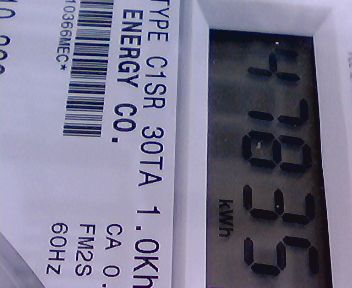 47835
kWh
TYPE C1SR 30TA 1.0Kh
ENERGY CO.
CA 0.
FM2S
60HZ
10366MEC*